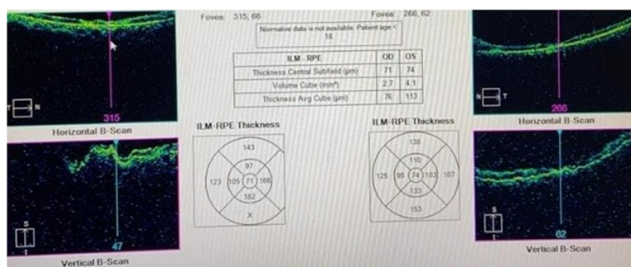 Fovea: 315, 66
Fovea: 266, 62
Normative data is not available. Patient age <
18.
ILM - RPE OD OS
Thickness Central Subfield (µm) 71 74
Volume Cube (mm³) 2.7 4.1
Thickness Avg Cube (µm) 76 113
T N
315
Horizontal B-Scan
N T
266
Horizontal B-Scan
ILM-RPE Thickness
143
97
123 105 71 166
182
X
ILM-RPE Thickness
138
110
125 95 74 103 107
133
153
S
I
47
Vertical B-Scan
S
I
62
Vertical B-Scan